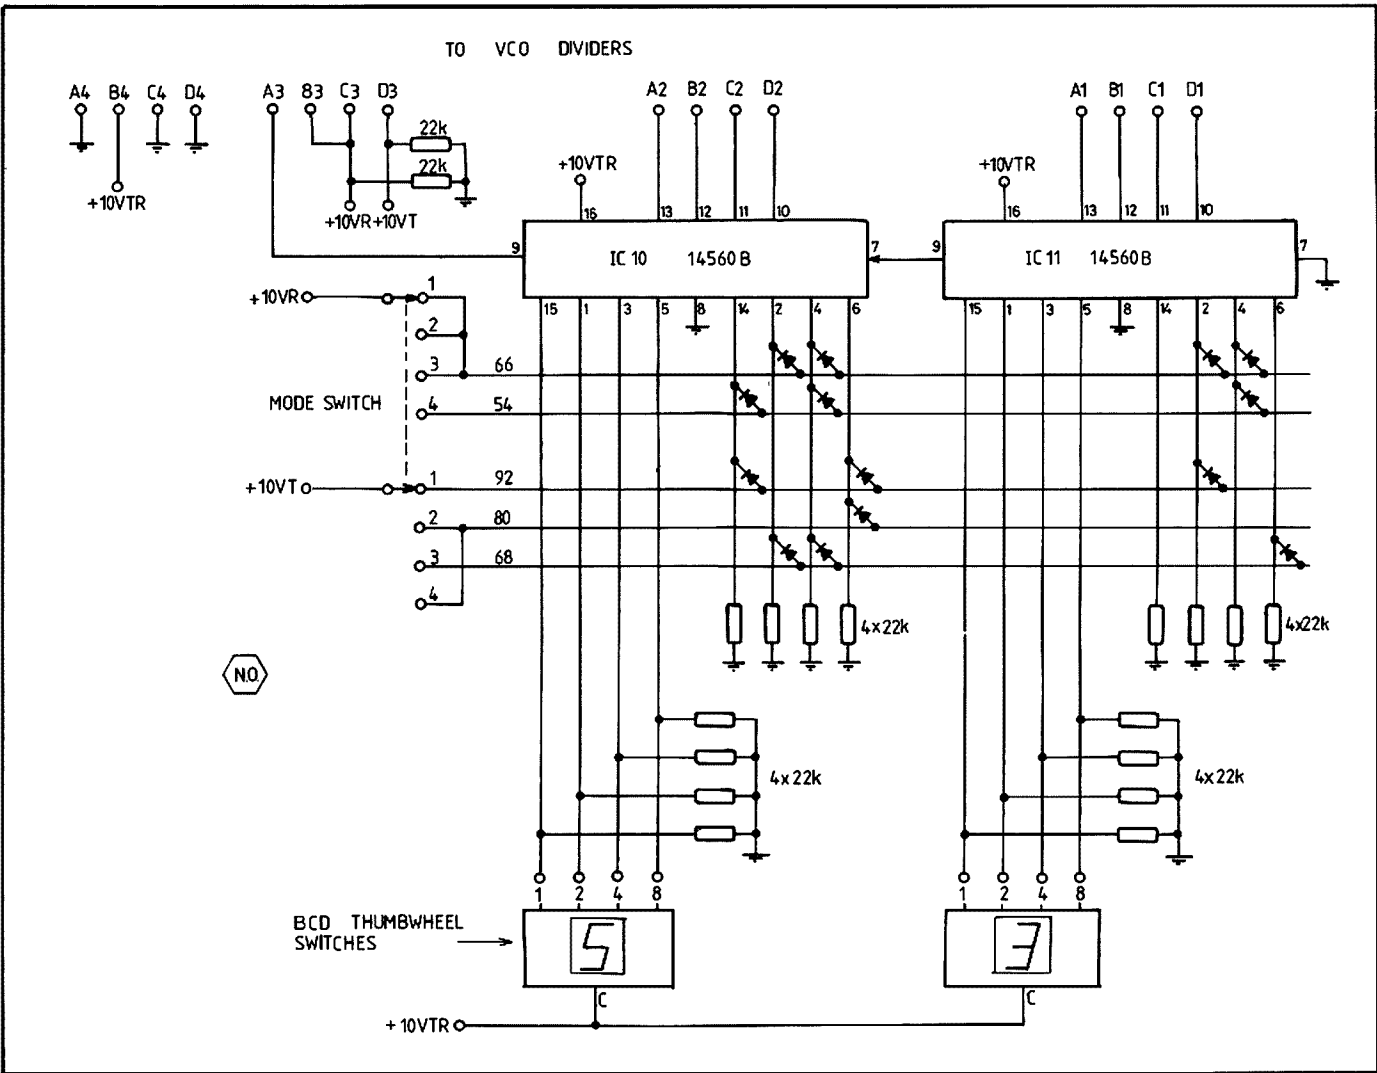 TO VCO DIVIDERS
A4 B4 C4 D4 A3 B3 C3 D3 A2 B2 C2 D2 A1 B1 C1 D1
22k
22k
+10VTR +10VTR
+10VTR
+10VR +10VT
16 13 12 11 10 16 13 12 11 10
9 IC 10 14560B 7 9 IC 11 14560B 7
15 1 3 5 8 14 2 4 6 15 1 3 5 8 14 2 4 6
+10VR 1
2
3 66
MODE SWITCH 4 54
+10VT 1 92
2 80
3 68
4
4x22k 4x22k
N.O.
4x22k 4x22k
1 2 4 8 1 2 4 8
BCD THUMBWHEEL
SWITCHES
5 3
C C
+10VTR